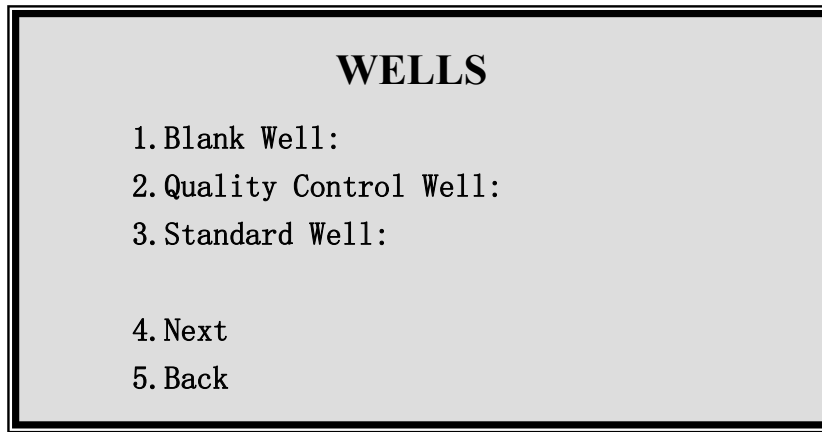 WELLS
1.Blank Well:
2.Quality Control Well:
3.Standard Well:
4.Next
5.Back